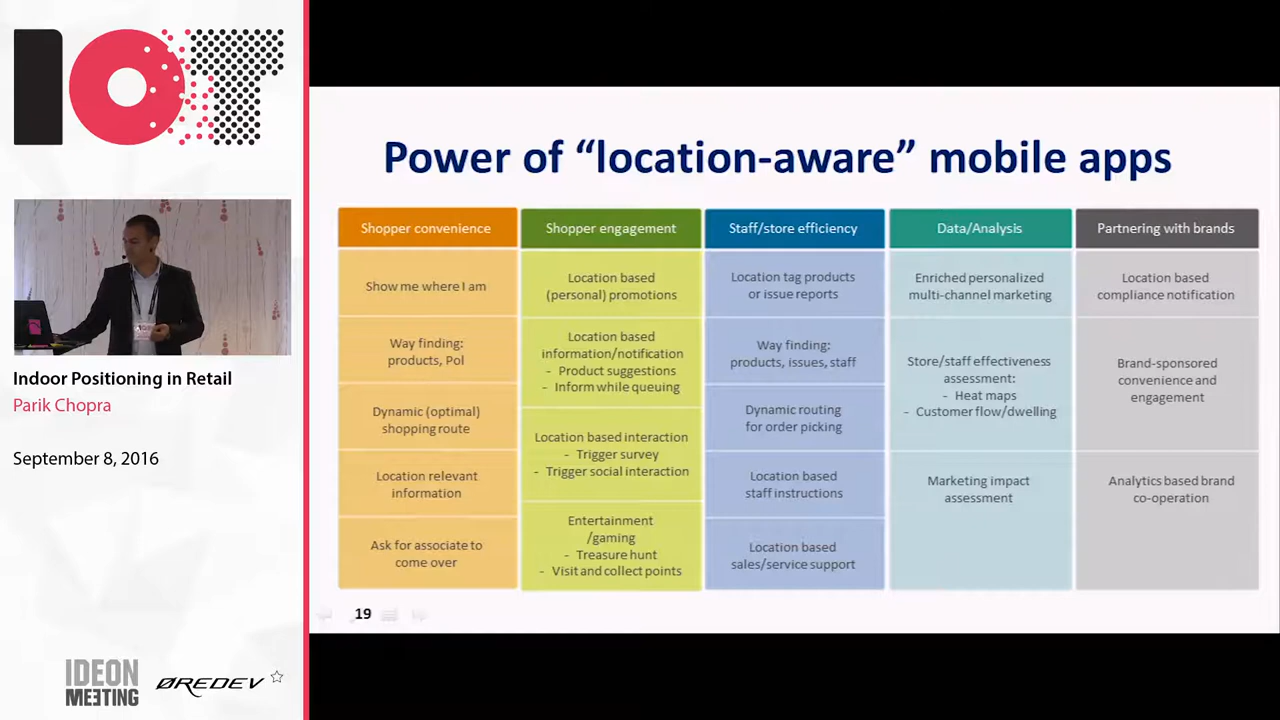 IOT
Indoor Positioning in Retail
Parik Chopra
September 8, 2016
IDEON
MEETING
ØREDEV
Power of “location-aware” mobile apps
Shopper convenience
Show me where I am
Way finding:
products, PoI
Dynamic (optimal)
shopping route
Location relevant
information
Ask for associate to
come over
Shopper engagement
Location based
(personal) promotions
Location based
information/notification
- Product suggestions
- Inform while queuing
Location based interaction
- Trigger survey
- Trigger social interaction
Entertainment
/gaming
- Treasure hunt
- Visit and collect points
Staff/store efficiency
Location tag products
or issue reports
Way finding:
products, issues, staff
Dynamic routing
for order picking
Location based
staff instructions
Location based
sales/service support
Data/Analysis
Enriched personalized
multi-channel marketing
Store/staff effectiveness
assessment:
- Heat maps
- Customer flow/dwelling
Marketing impact
assessment
Partnering with brands
Location based
compliance notification
Brand-sponsored
convenience and
engagement
Analytics based brand
co-operation
19